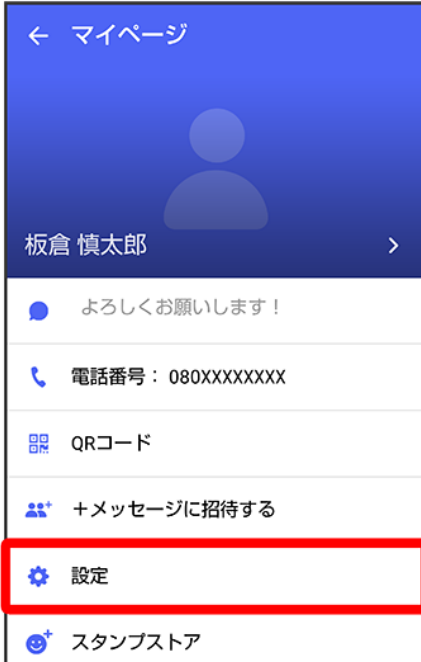 マイページ
板倉 慎太郎
よろしくお願いします！
電話番号： 080XXXXXXXX
QRコード
＋メッセージに招待する
設定
スタンプストア